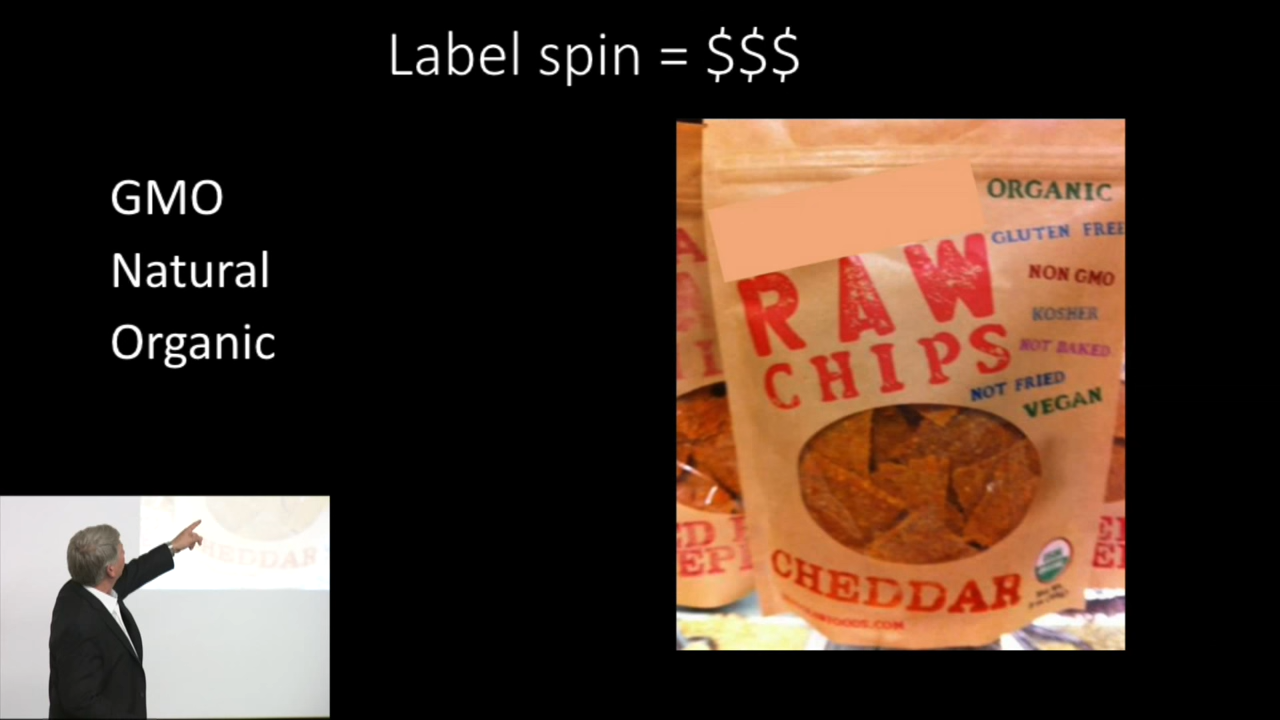 Label spin = $$$
GMO
Natural
Organic
ORGANIC
GLUTEN FREE
NON GMO
KOSHER
NOT BAKED
NOT FRIED
VEGAN
RAW
CHIPS
CHEDDAR
CHEDDAR